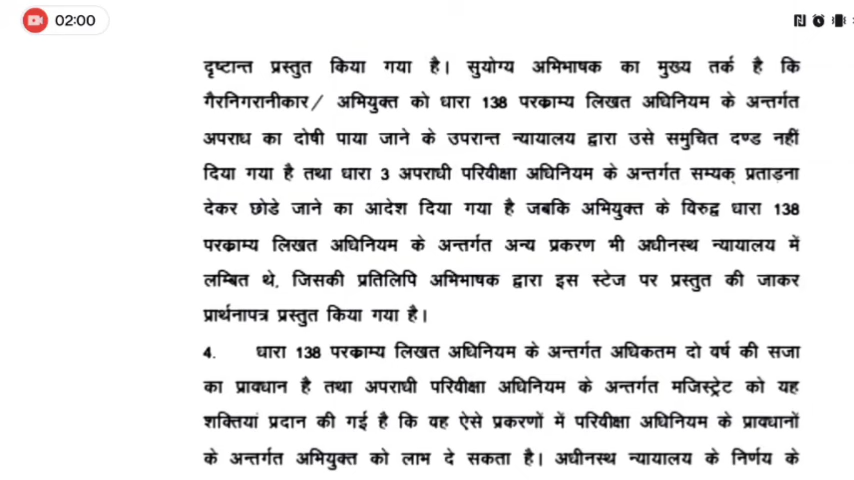 02:00
दृष्टान्त प्रस्तुत किया गया है। सुयोग्य अभिभाषक का मुख्य तर्क है कि
गैरनिगरानीकार/ अभियुक्त को धारा 138 परक्राम्य लिखत अधिनियम के अन्तर्गत
अपराध का दोषी पाया जाने के उपरान्त न्यायालय द्वारा उसे समुचित दण्ड नहीं
दिया गया है तथा धारा 3 अपराधी परिवीक्षा अधिनियम के अन्तर्गत सम्यक् प्रताड़ना
देकर छोडे जाने का आदेश दिया गया है जबकि अभियुक्त के विरुद्व धारा 138
परक्राम्य लिखत अधिनियम के अन्तर्गत अन्य प्रकरण भी अधीनस्थ न्यायालय में
लम्बित थे, जिसकी प्रतिलिपि अभिभाषक द्वारा इस स्टेज पर प्रस्तुत की जाकर
प्रार्थनापत्र प्रस्तुत किया गया है।
4. धारा 138 परक्राम्य लिखत अधिनियम के अन्तर्गत अधिकतम दो वर्ष की सजा
का प्रावधान है तथा अपराधी परिवीक्षा अधिनियम के अन्तर्गत मजिस्ट्रेट को यह
शक्तियां प्रदान की गई है कि वह ऐसे प्रकरणों में परिवीक्षा अधिनियम के प्रावधानों
के अन्तर्गत अभियुक्त को लाभ दे सकता है। अधीनस्थ न्यायालय के निर्णय के